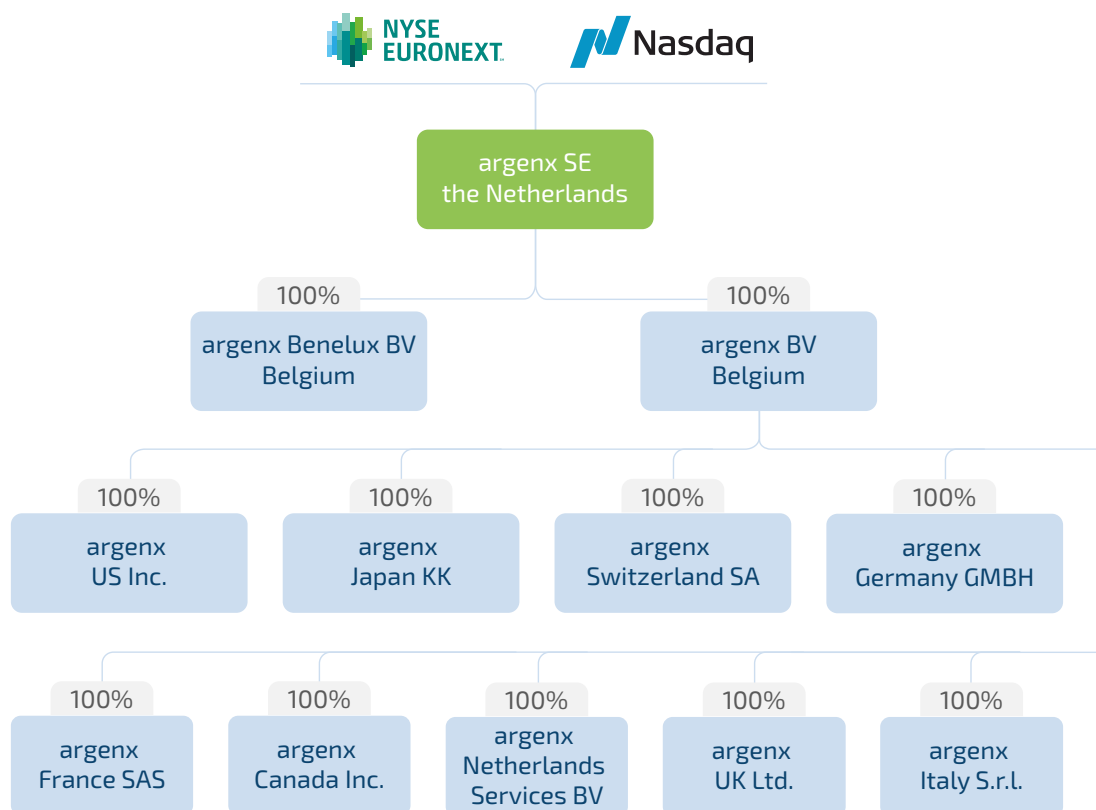 NYSE
EURONEXT™
Nasdaq
argenx SE
the Netherlands
100%
100%
argenx Benelux BV
Belgium
argenx BV
Belgium
100%
100%
100%
100%
argenx
US Inc.
argenx
Japan KK
argenx
Switzerland SA
argenx
Germany GMBH
100%
100%
100%
100%
100%
argenx
France SAS
argenx
Canada Inc.
argenx
Netherlands
Services BV
argenx
UK Ltd.
argenx
Italy S.r.l.